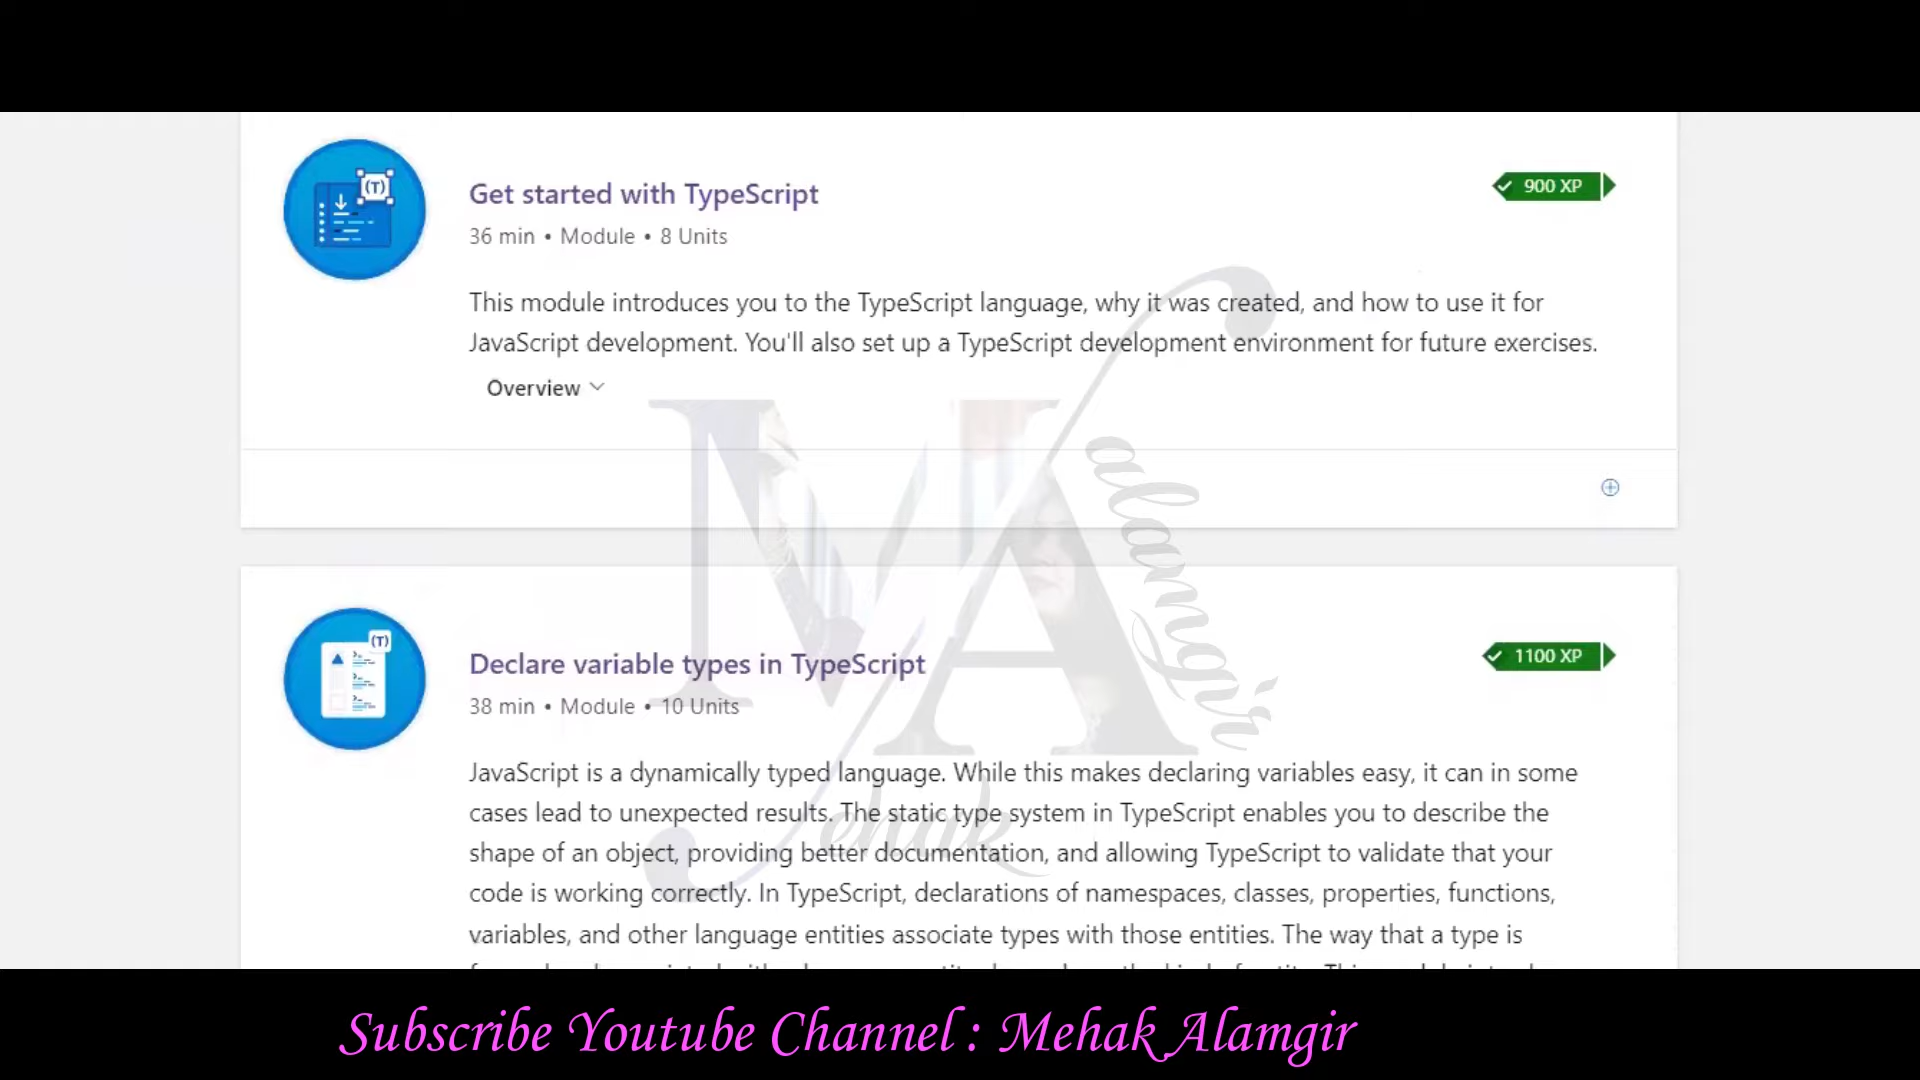 Get started with TypeScript
900 XP
36 min • Module • 8 Units
This module introduces you to the TypeScript language, why it was created, and how to use it for
JavaScript development. You'll also set up a TypeScript development environment for future exercises.
Overview
MA
alamgir
ehak
(T)
Declare variable types in TypeScript
1100 XP
38 min • Module • 10 Units
JavaScript is a dynamically typed language. While this makes declaring variables easy, it can in some
cases lead to unexpected results. The static type system in TypeScript enables you to describe the
shape of an object, providing better documentation, and allowing TypeScript to validate that your
code is working correctly. In TypeScript, declarations of namespaces, classes, properties, functions,
variables, and other language entities associate types with those entities. The way that a type is
(T)
Subscribe Youtube Channel : Mehak Alamgir